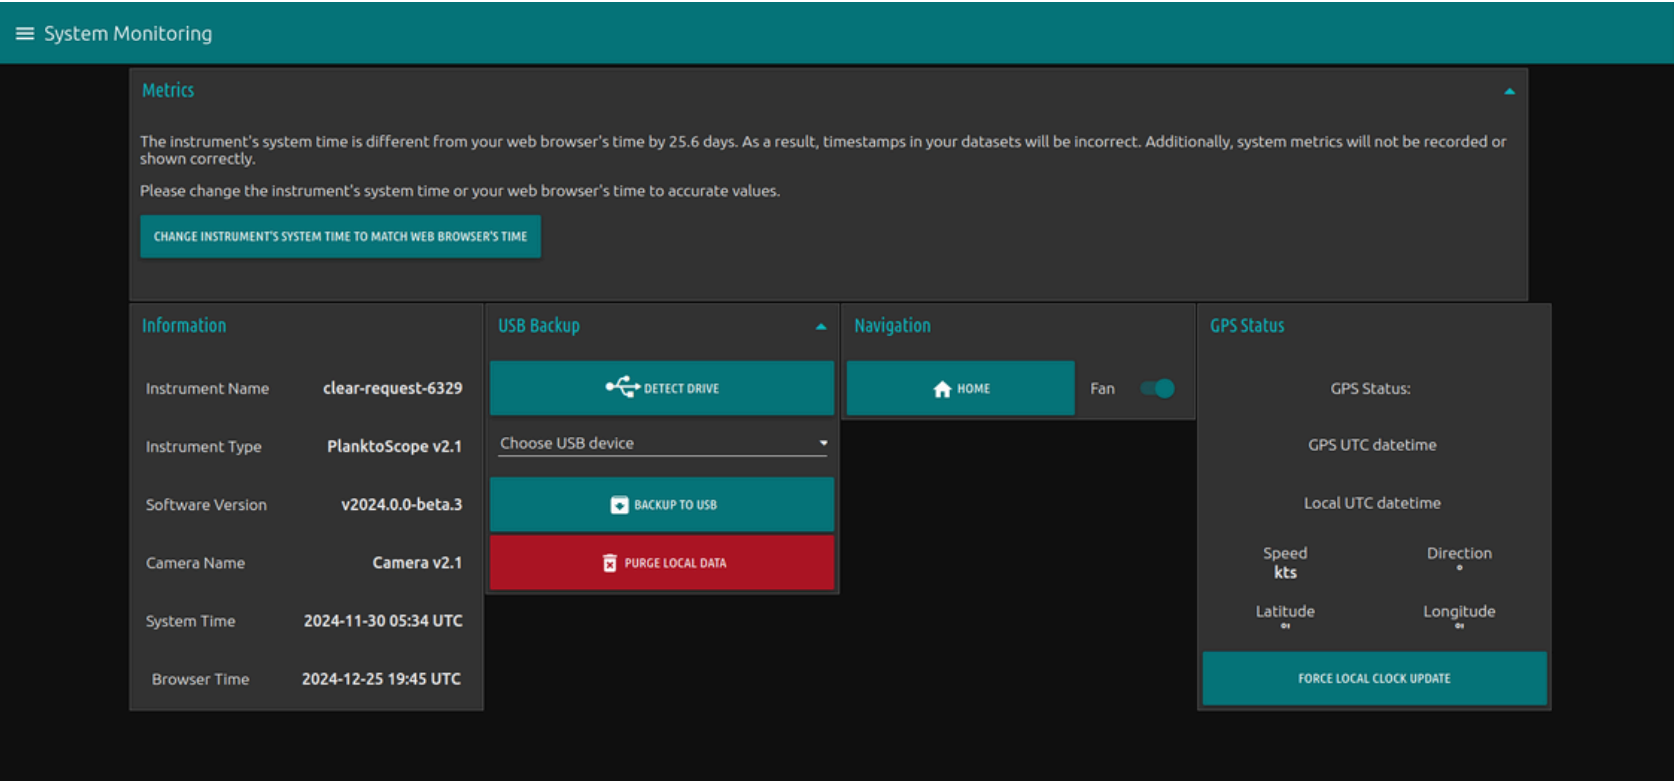 System Monitoring
Metrics
The instrument's system time is different from your web browser's time by 25.6 days. As a result, timestamps in your datasets will be incorrect. Additionally, system metrics will not be recorded or
shown correctly.
Please change the instrument's system time or your web browser's time to accurate values.
CHANGE INSTRUMENT'S SYSTEM TIME TO MATCH WEB BROWSER'S TIME
Information
Instrument Name clear-request-6329
Instrument Type PlanktoScope v2.1
Software Version v2024.0.0-beta.3
Camera Name Camera v2.1
System Time 2024-11-30 05:34 UTC
Browser Time 2024-12-25 19:45 UTC
USB Backup
DETECT DRIVE
Choose USB device
BACKUP TO USB
PURGE LOCAL DATA
Navigation
HOME Fan
GPS Status
GPS Status:
GPS UTC datetime
Local UTC datetime
Speed Direction
kts °
Latitude Longitude
°' °'
FORCE LOCAL CLOCK UPDATE